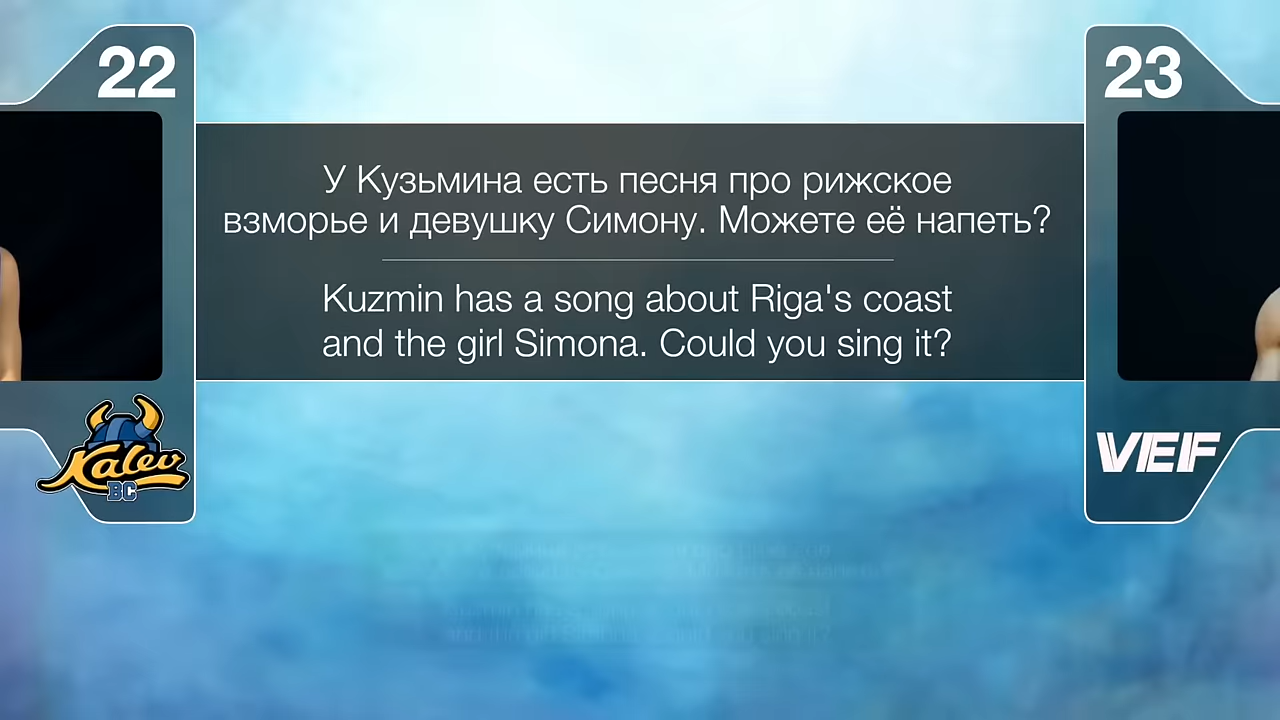 22
23
У Кузьмина есть песня про рижское
взморье и девушку Симону. Можете её напеть?
Kuzmin has a song about Riga's coast
and the girl Simona. Could you sing it?
Kalev
BC
VEF